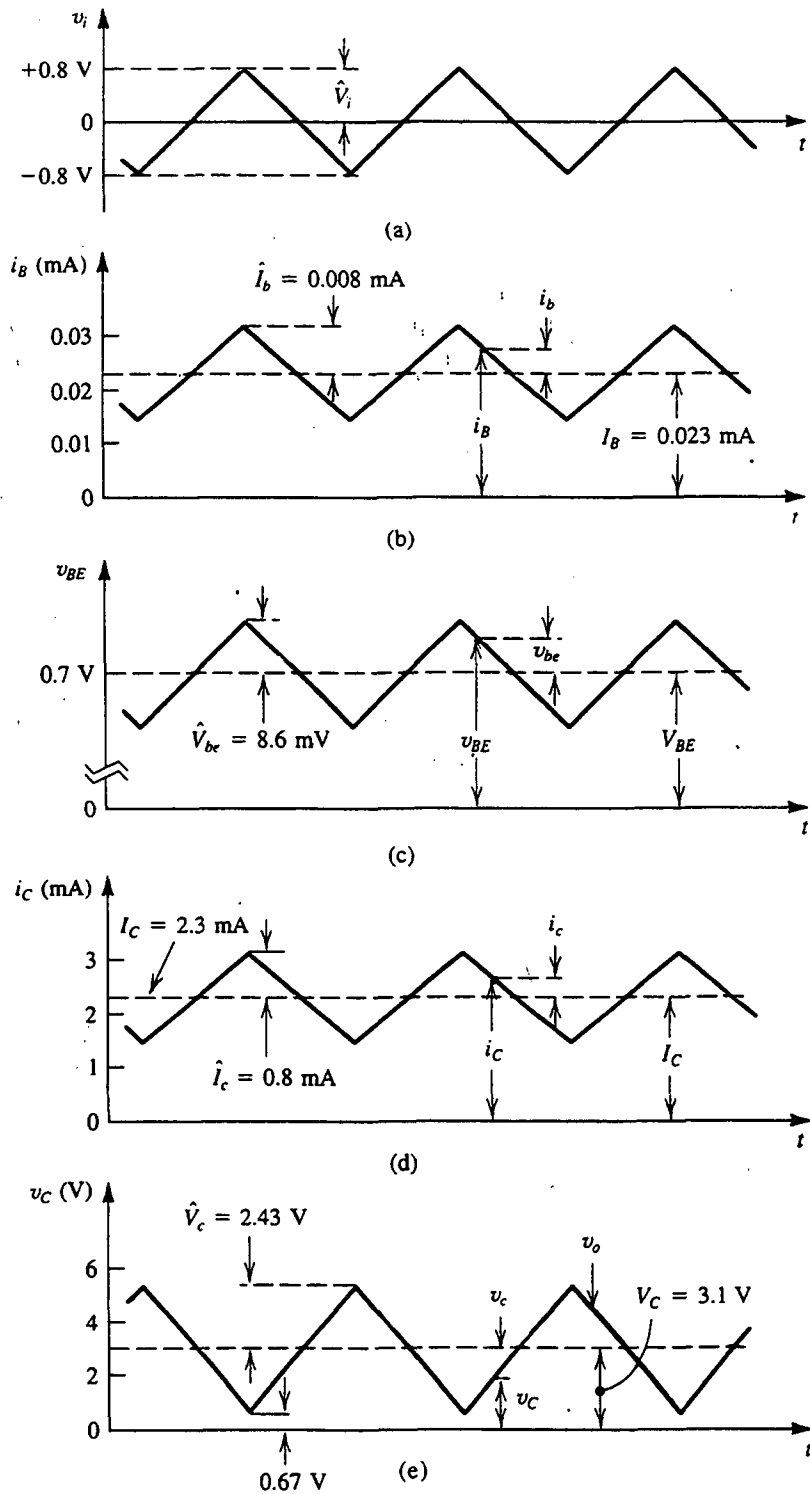 v_i
+0.8 V
V̂_i
0
t
−0.8 V
(a)
i_B (mA)
Î_b = 0.008 mA
i_b
0.03
0.02
i_B
I_B = 0.023 mA
0.01
0
t
(b)
v_BE
v_be
0.7 V
V̂_be = 8.6 mV
v_BE
V_BE
0
t
(c)
i_C (mA)
I_C = 2.3 mA
i_c
3
2
i_C
I_C
1
Î_c = 0.8 mA
0
t
(d)
v_C (V)
V̂_c = 2.43 V
v_o
6
v_c
V_C = 3.1 V
4
2
v_C
0
t
0.67 V
(e)